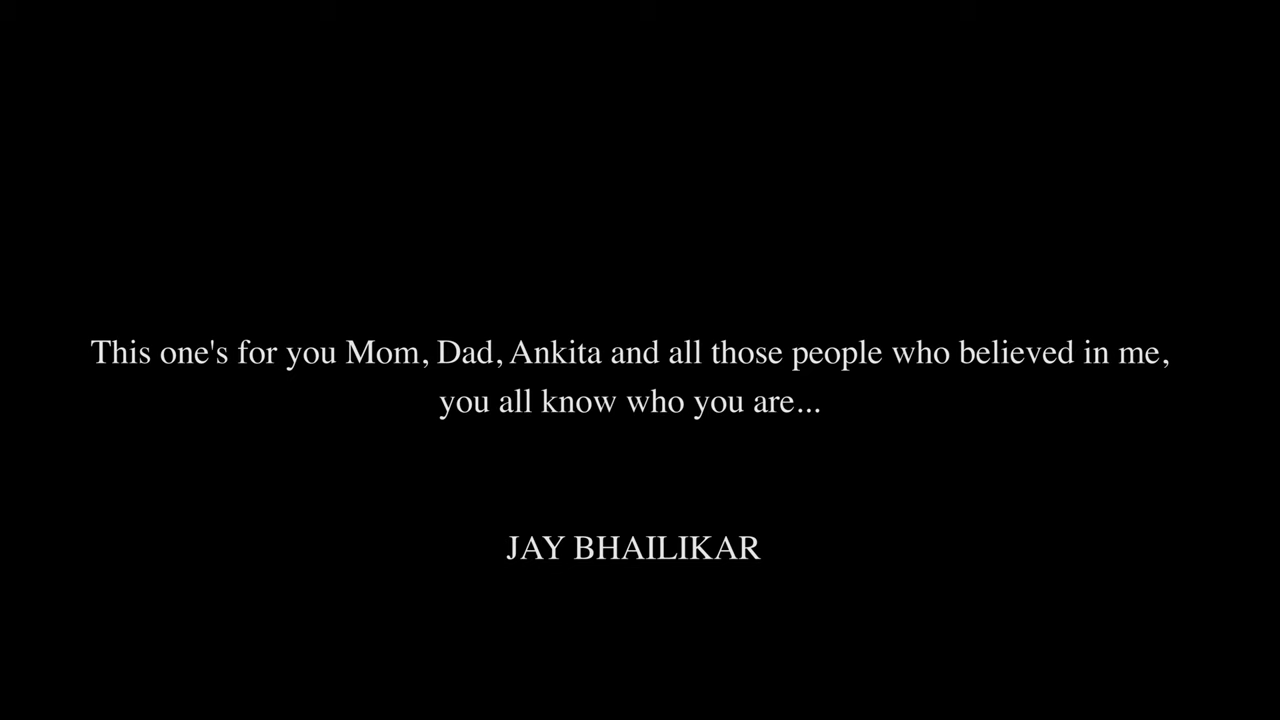 This one's for you Mom, Dad, Ankita and all those people who believed in me,
you all know who you are...
JAY BHAILIKAR